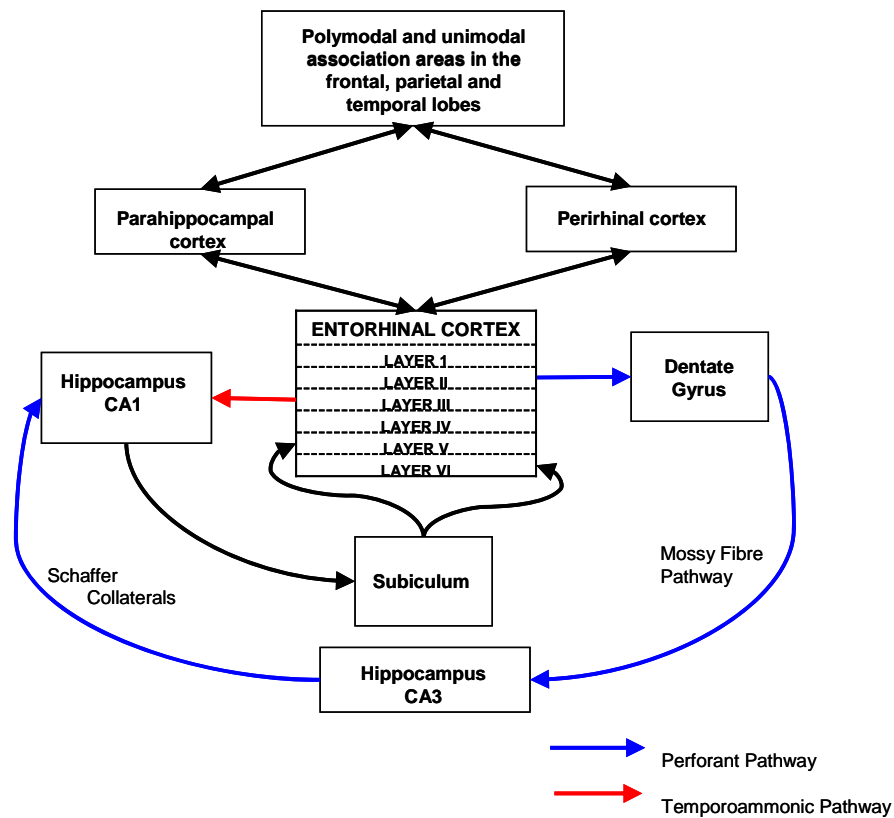 Polymodal and unimodal
association areas in the
frontal, parietal and
temporal lobes
Parahippocampal
cortex
Perirhinal cortex
ENTORHINAL CORTEX
LAYER 1
LAYER II
LAYER III
LAYER IV
LAYER V
LAYER VI
Hippocampus
CA1
Dentate
Gyrus
Schaffer
Collaterals
Subiculum
Mossy Fibre
Pathway
Hippocampus
CA3
Perforant Pathway
Temporoammonic Pathway